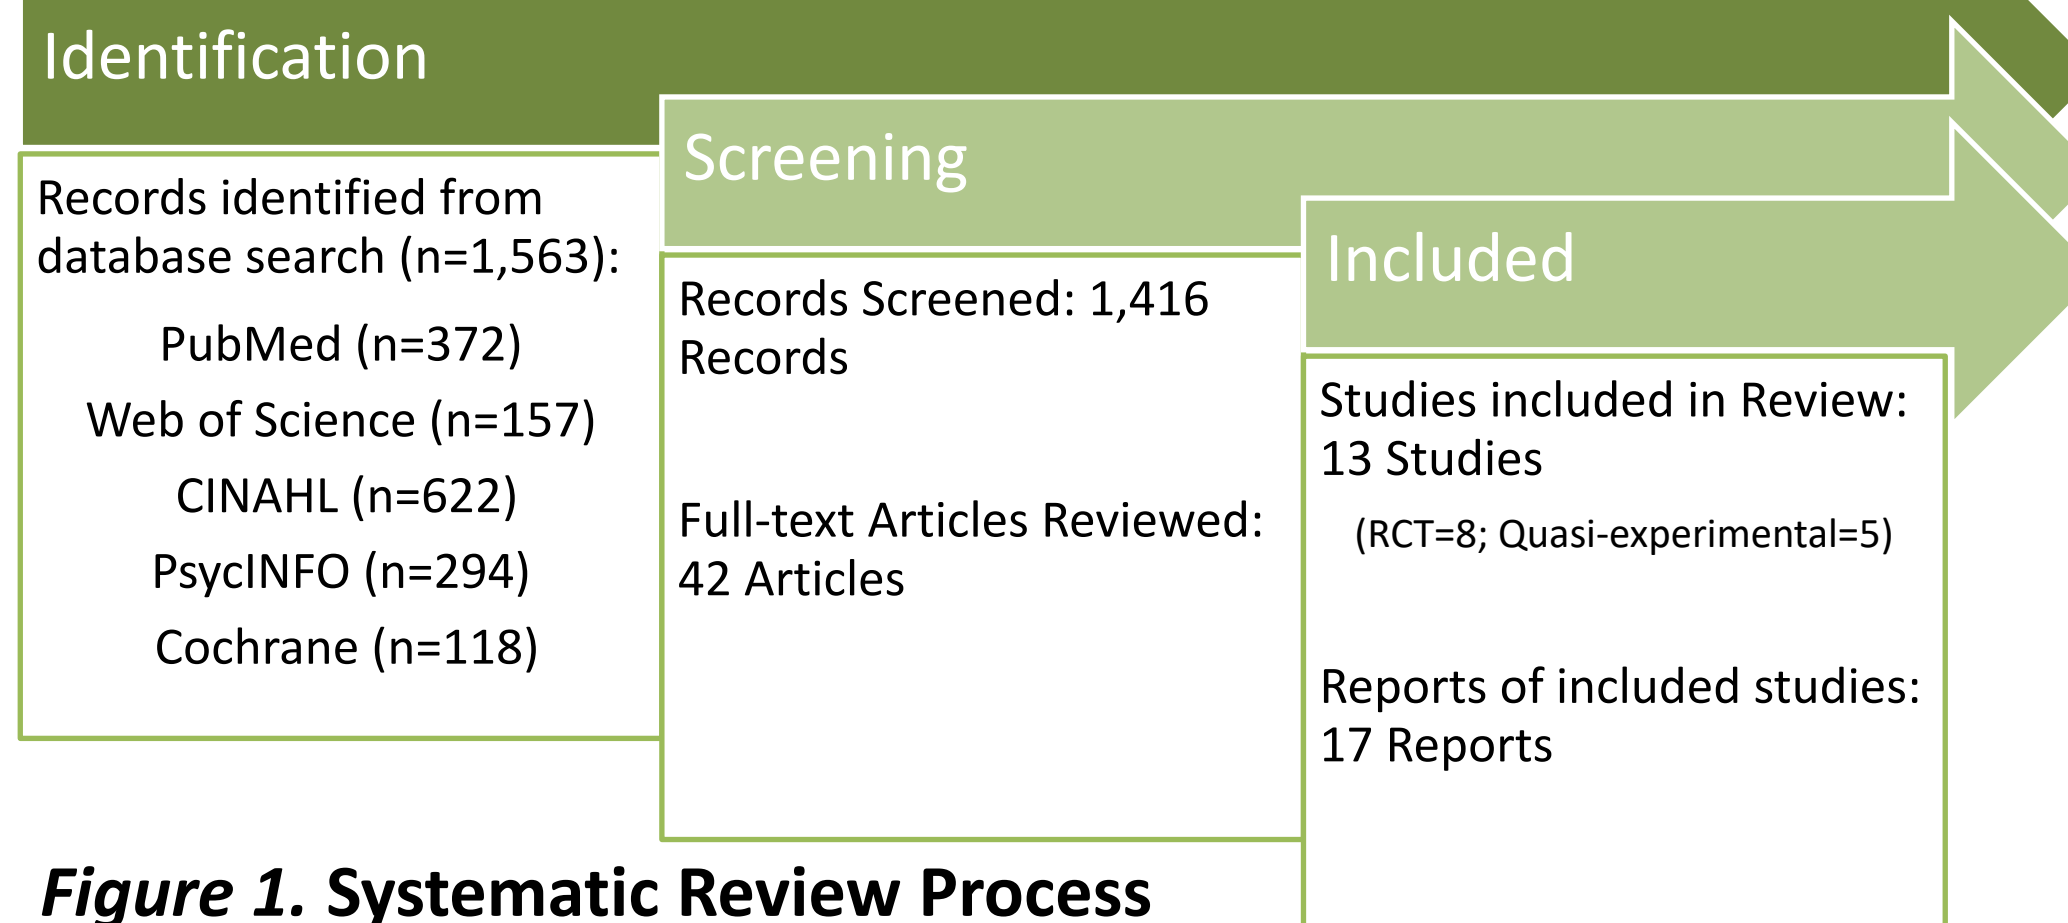 Identification
Records identified from
database search (n=1,563):
PubMed (n=372)
Web of Science (n=157)
CINAHL (n=622)
PsycINFO (n=294)
Cochrane (n=118)
Screening
Records Screened: 1,416
Records
Full-text Articles Reviewed:
42 Articles
Included
Studies included in Review:
13 Studies
(RCT=8; Quasi-experimental=5)
Reports of included studies:
17 Reports
Figure 1. Systematic Review Process